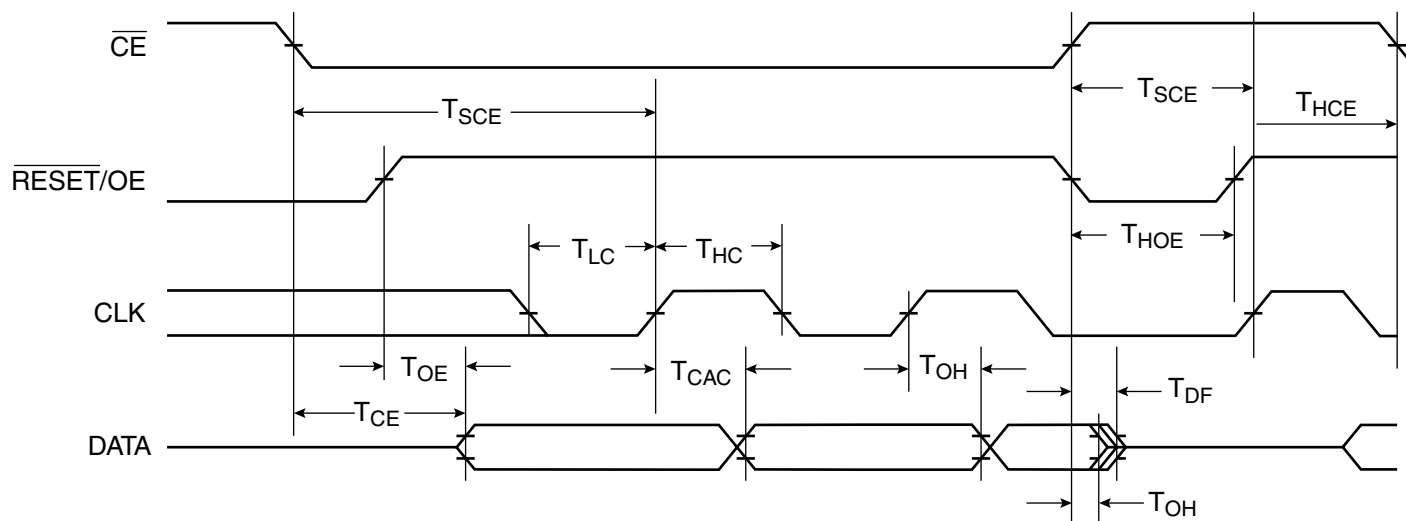 CE
TSCE
TSCE
THCE
RESET/OE
TLC
THC
THOE
CLK
TOE
TCAC
TOH
TDF
TCE
DATA
TOH